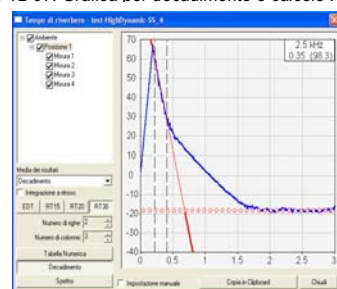 Tempo di riverbero - test-HighDynamic SS_4
Ambiente
Posizione 1
Misura 1
Misura 2
Misura 3
Misura 4
Media dei risultati:
Decadimento
Integrazione a ritroso
EDT RT15 RT20 RT30
Numero di righe: 2
Numero di colonne: 3
Tabella Numerica
Decadimento
Spettro
70
60
50
40
30
20
10
0
-10
-20
-30
-40
2.5 kHz
0.35 (98.3)
0 0.5 1 1.5 2 2.5 3
Impostazione manuale
Copia in Clipboard
Chiudi